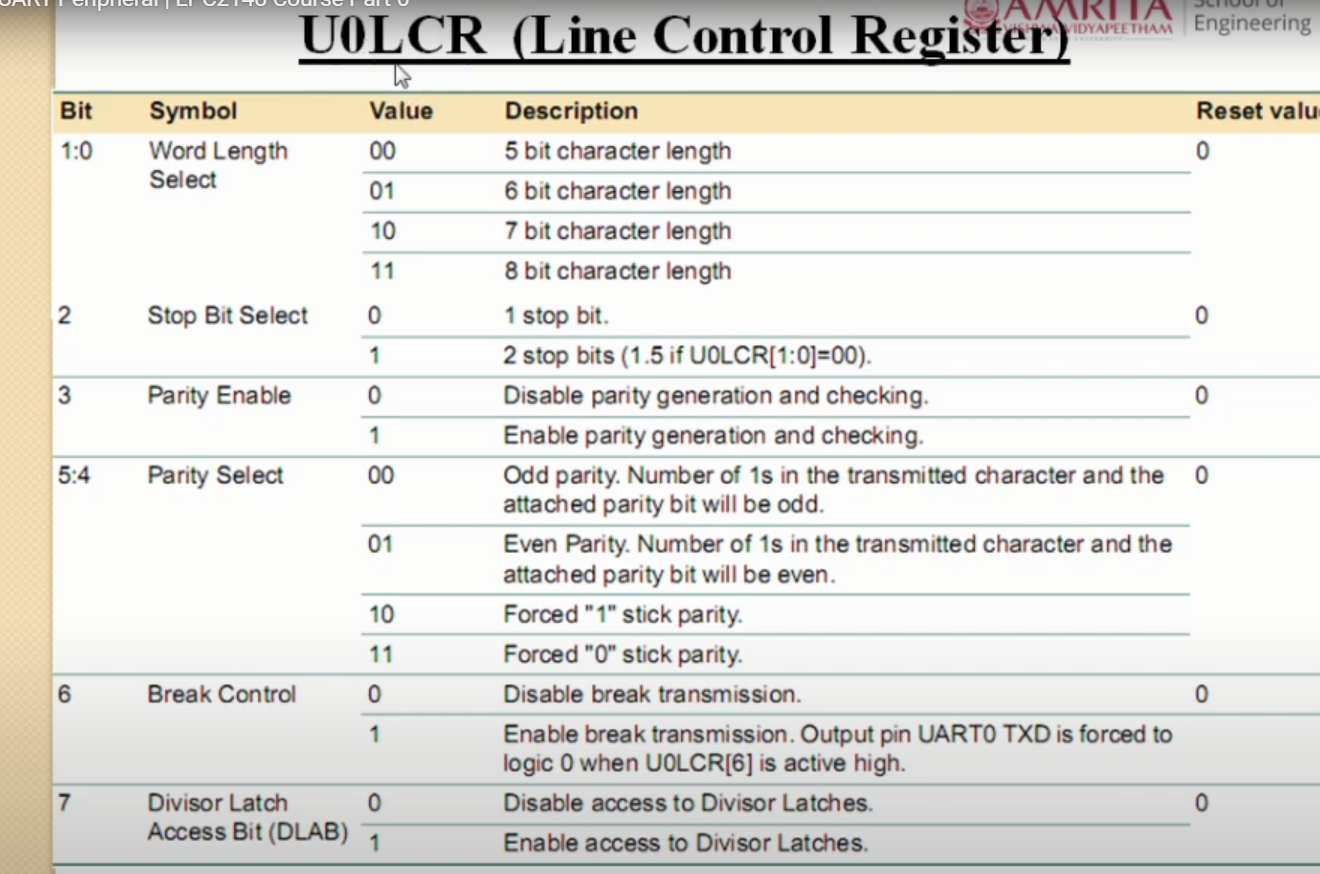 UART Peripheral | LPC2148 Course Part 6
U0LCR (Line Control Register)
AMRITA
VISHWA VIDYAPEETHAM
School of
Engineering
Bit Symbol Value Description Reset valu
1:0 Word Length 00 5 bit character length 0
Select
01 6 bit character length
10 7 bit character length
11 8 bit character length
2 Stop Bit Select 0 1 stop bit. 0
1 2 stop bits (1.5 if U0LCR[1:0]=00).
3 Parity Enable 0 Disable parity generation and checking. 0
1 Enable parity generation and checking.
5:4 Parity Select 00 Odd parity. Number of 1s in the transmitted character and the 0
attached parity bit will be odd.
01 Even Parity. Number of 1s in the transmitted character and the
attached parity bit will be even.
10 Forced "1" stick parity.
11 Forced "0" stick parity.
6 Break Control 0 Disable break transmission. 0
1 Enable break transmission. Output pin UART0 TXD is forced to
logic 0 when U0LCR[6] is active high.
7 Divisor Latch 0 Disable access to Divisor Latches. 0
Access Bit (DLAB)
1 Enable access to Divisor Latches.